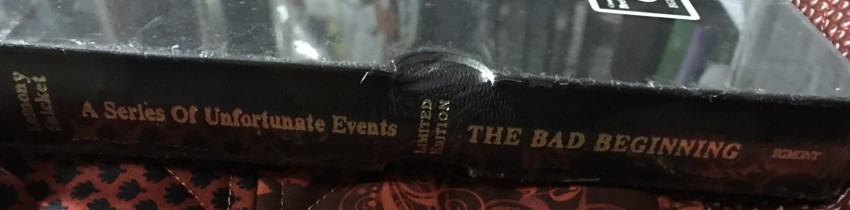 Lemony
Snicket
A Series Of Unfortunate Events
LIMITED
EDITION
THE BAD BEGINNING
EGMONT